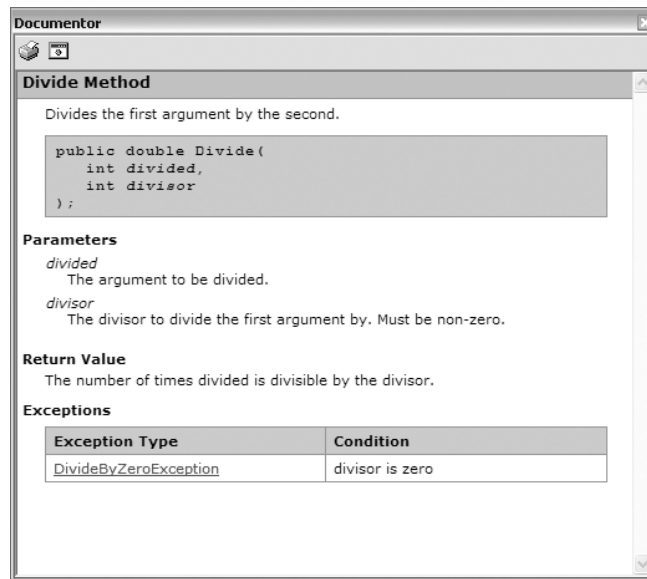 Documentor
Divide Method
Divides the first argument by the second.
public double Divide(
int divided,
int divisor
);
Parameters
divided
The argument to be divided.
divisor
The divisor to divide the first argument by. Must be non-zero.
Return Value
The number of times divided is divisible by the divisor.
Exceptions
Exception Type Condition
DivideByZeroException divisor is zero